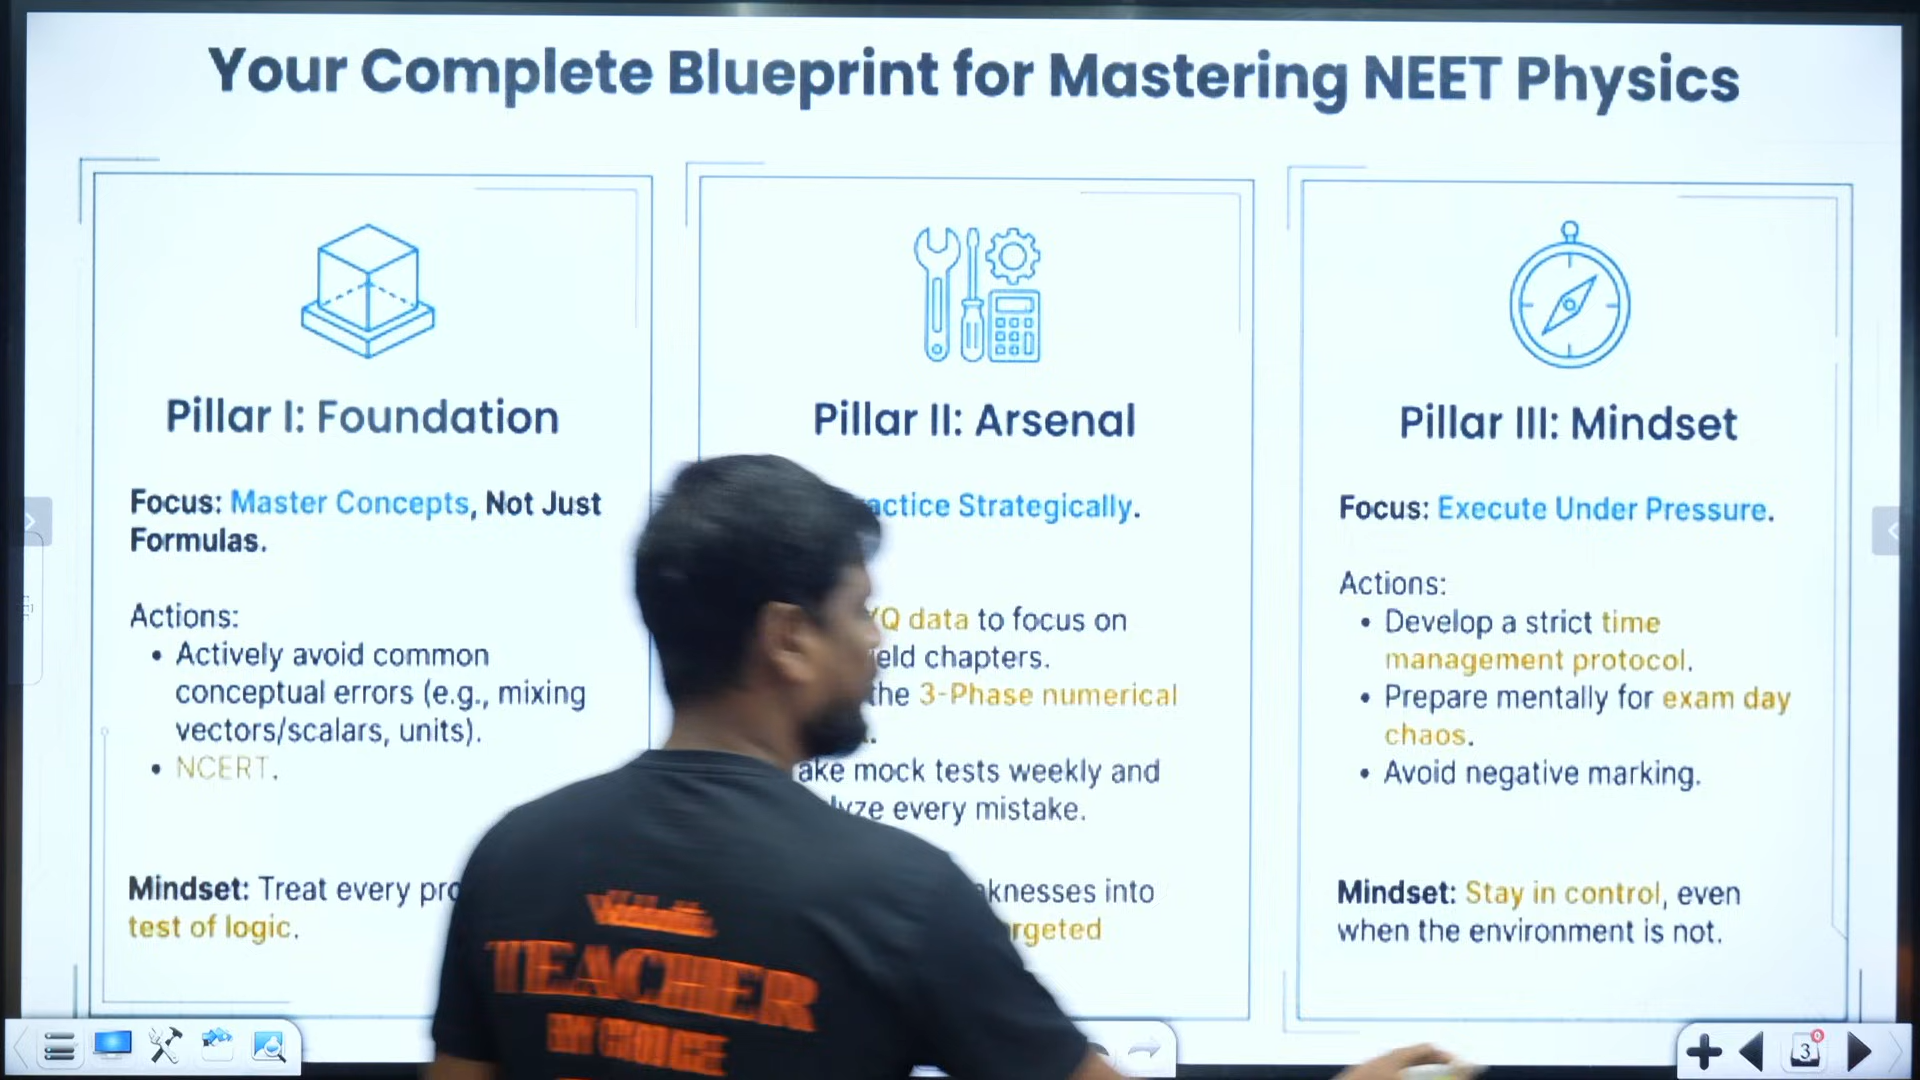 Your Complete Blueprint for Mastering NEET Physics
Pillar I: Foundation
Focus: Master Concepts, Not Just
Formulas.
Actions:
• Actively avoid common
conceptual errors (e.g., mixing
vectors/scalars, units).
• NCERT.
Mindset: Treat every
test of logic.
Pillar II: Arsenal
Strategically.
data to focus on
chapters.
the 3-Phase numerical
mock tests weekly and
every mistake.
into
Pillar III: Mindset
Focus: Execute Under Pressure.
Actions:
• Develop a strict time
management protocol.
• Prepare mentally for exam day
chaos.
• Avoid negative marking.
Mindset: Stay in control, even
when the environment is not.
TEACHER
BY CHOICE
3